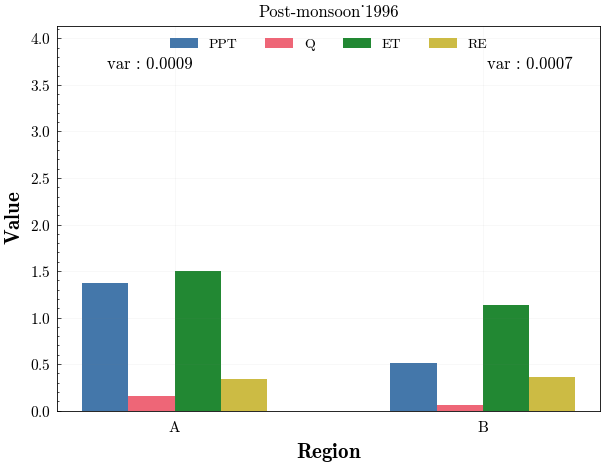 Post-monsoon˙1996
PPT Q ET RE
var : 0.0009 var : 0.0007
4.0
3.5
3.0
2.5
2.0
1.5
1.0
0.5
0.0
Value
A B
Region